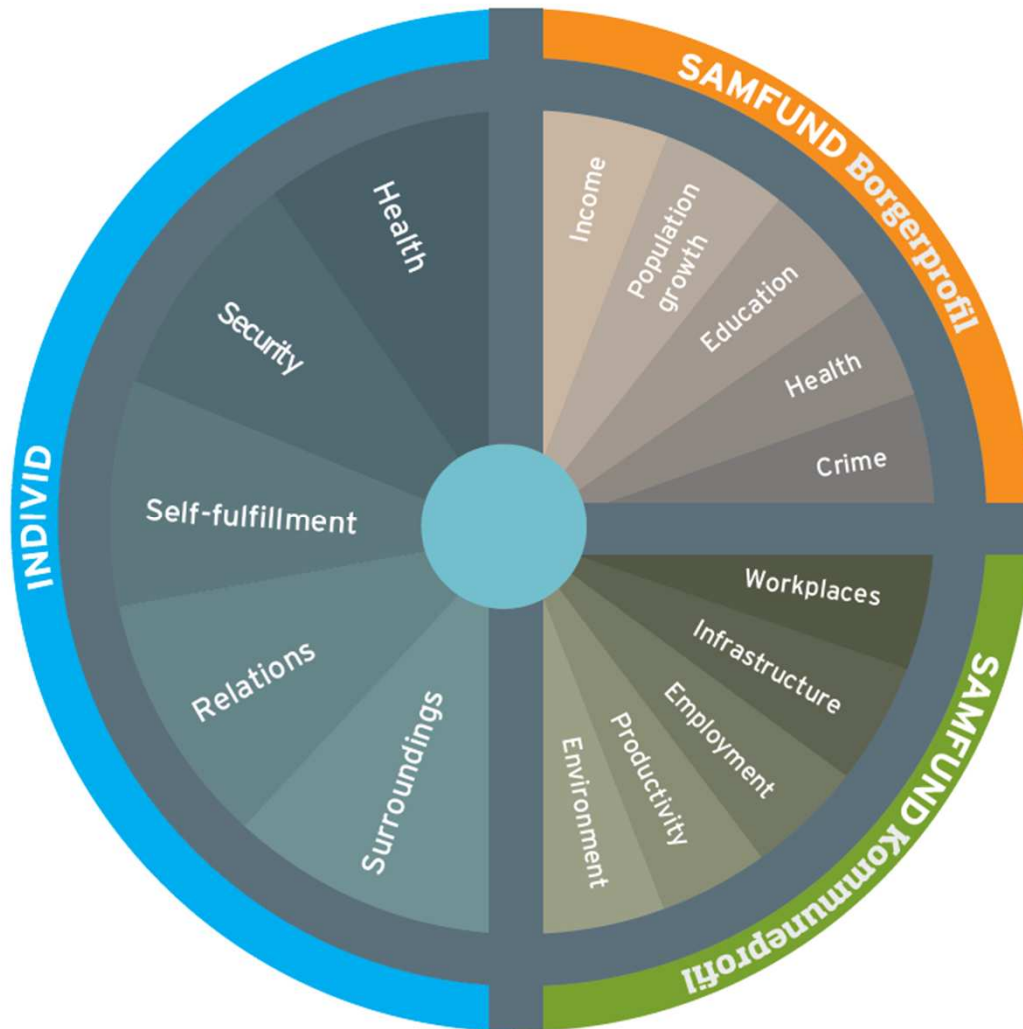 INDIVID
Health
Security
Self-fulfillment
Relations
Surroundings
SAMFUND Borgerprofil
Income
Population
growth
Education
Health
Crime
SAMFUND Kommuneprofil
Workplaces
Infrastructure
Employment
Productivity
Environment